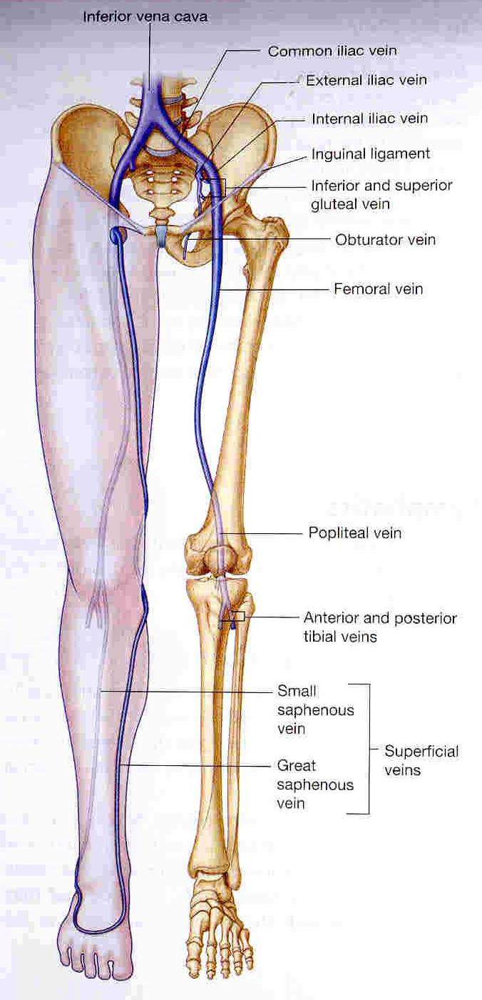 Inferior vena cava
Common iliac vein
External iliac vein
Internal iliac vein
Inguinal ligament
Inferior and superior
gluteal vein
Obturator vein
Femoral vein
Popliteal vein
Anterior and posterior
tibial veins
Small
saphenous
vein
Great
saphenous
vein
Superficial
veins